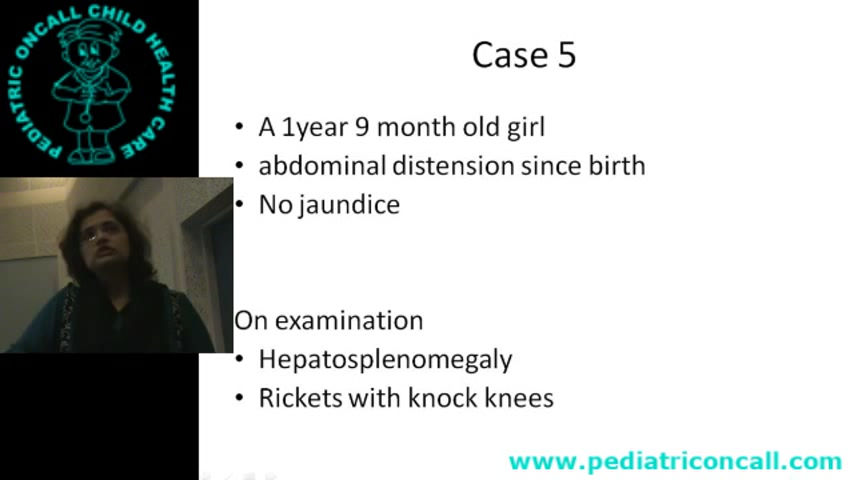 PEDIATRIC ONCALL CHILD HEALTH CARE
Case 5
• A 1year 9 month old girl
• abdominal distension since birth
• No jaundice
On examination
• Hepatosplenomegaly
• Rickets with knock knees
www.pediatriconcall.com